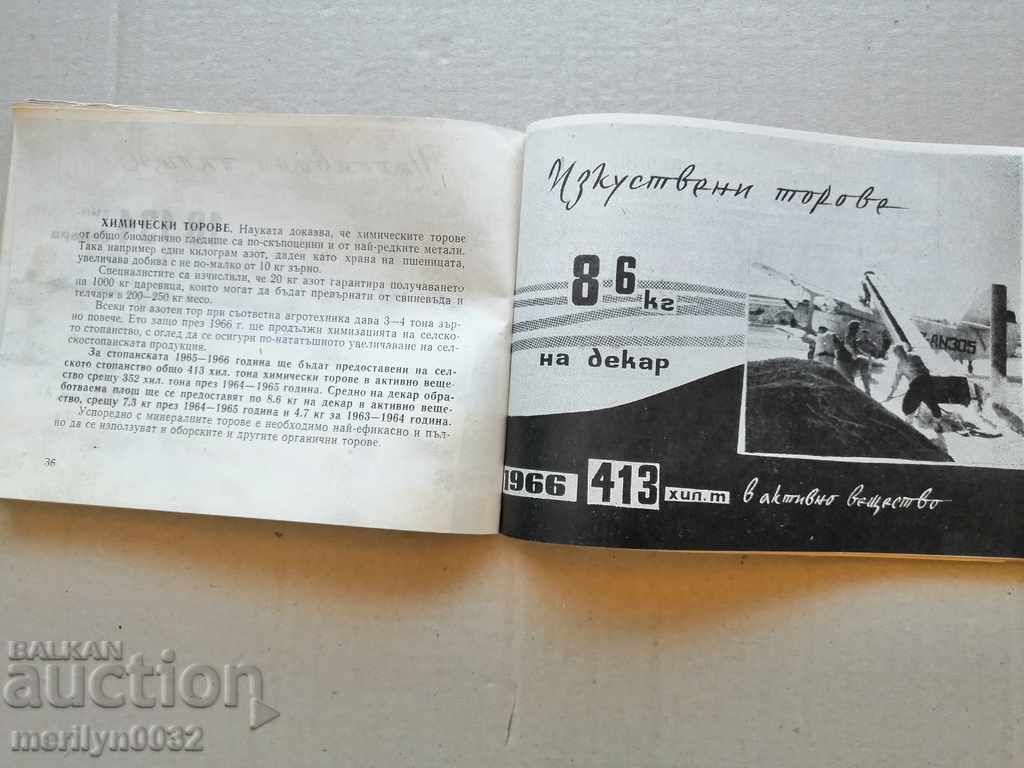 ХИМИЧЕСКИ ТОРОВЕ. Науката доказва, че химическите торове
от общо биологично гледище са по-скъпоценни и от най-редките метали.
Така например един килограм азот, даден като храна на пшеницата,
увеличава добива с не по-малко от 10 кг зърно.
Специалистите са изчислили, че 20 кг азот гарантира получаването
на 1000 кг царевица, които могат да бъдат превърнати от свиневъда и
телчаря в 200—250 кг месо.
Всеки тон азотен тор при съответна агротехника дава 3—4 тона зър-
но повече. Ето защо през 1966 г. ще продължи химизацията на селско-
то стопанство, с оглед да се осигури по-нататъшното увеличаване на сел-
скостопанската продукция.
За стопанската 1965—1966 година ще бъдат предоставени на сел-
ското стопанство общо 413 хил. тона химически торове в активно веще-
ство срещу 352 хил. тона през 1964—1965 година. Средно на декар обра-
ботваема площ ще се предоставят по 8.6 кг на декар в активно веще-
ство, срещу 7.3 кг през 1964—1965 година и 4.7 кг за 1963—1964 година.
Успоредно с минералните торове е необходимо най-ефикасно и пъл-
но да се използуват и оборските и другите органични торове.
36
Изкуствени торове
8 6 кг
на декар
AN305
1966 413 хил.т в активно вещество
BALKAN
auction
merilyn0032